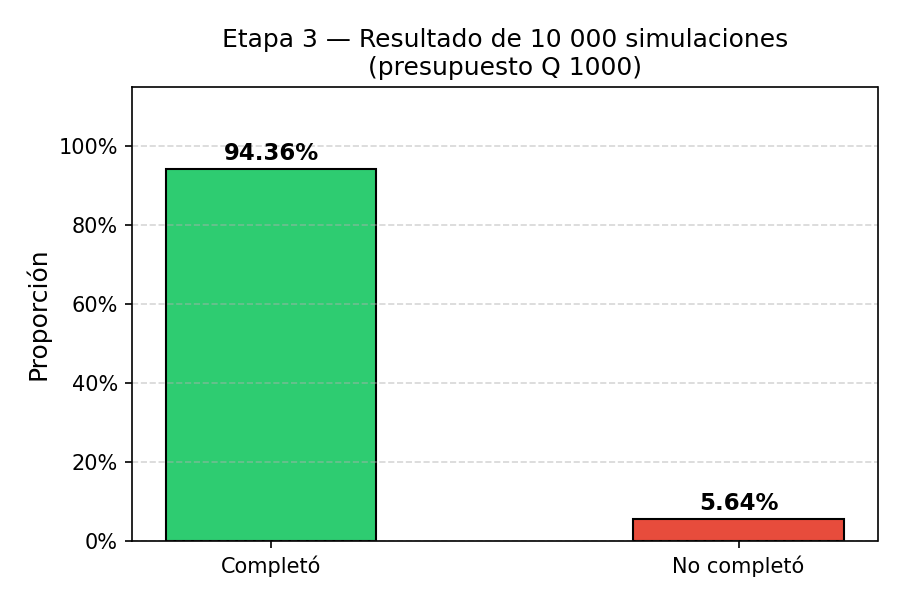 Etapa 3 — Resultado de 10 000 simulaciones
(presupuesto Q 1000)
Proporción
100%
80%
60%
40%
20%
0%
94.36%
5.64%
Completó
No completó